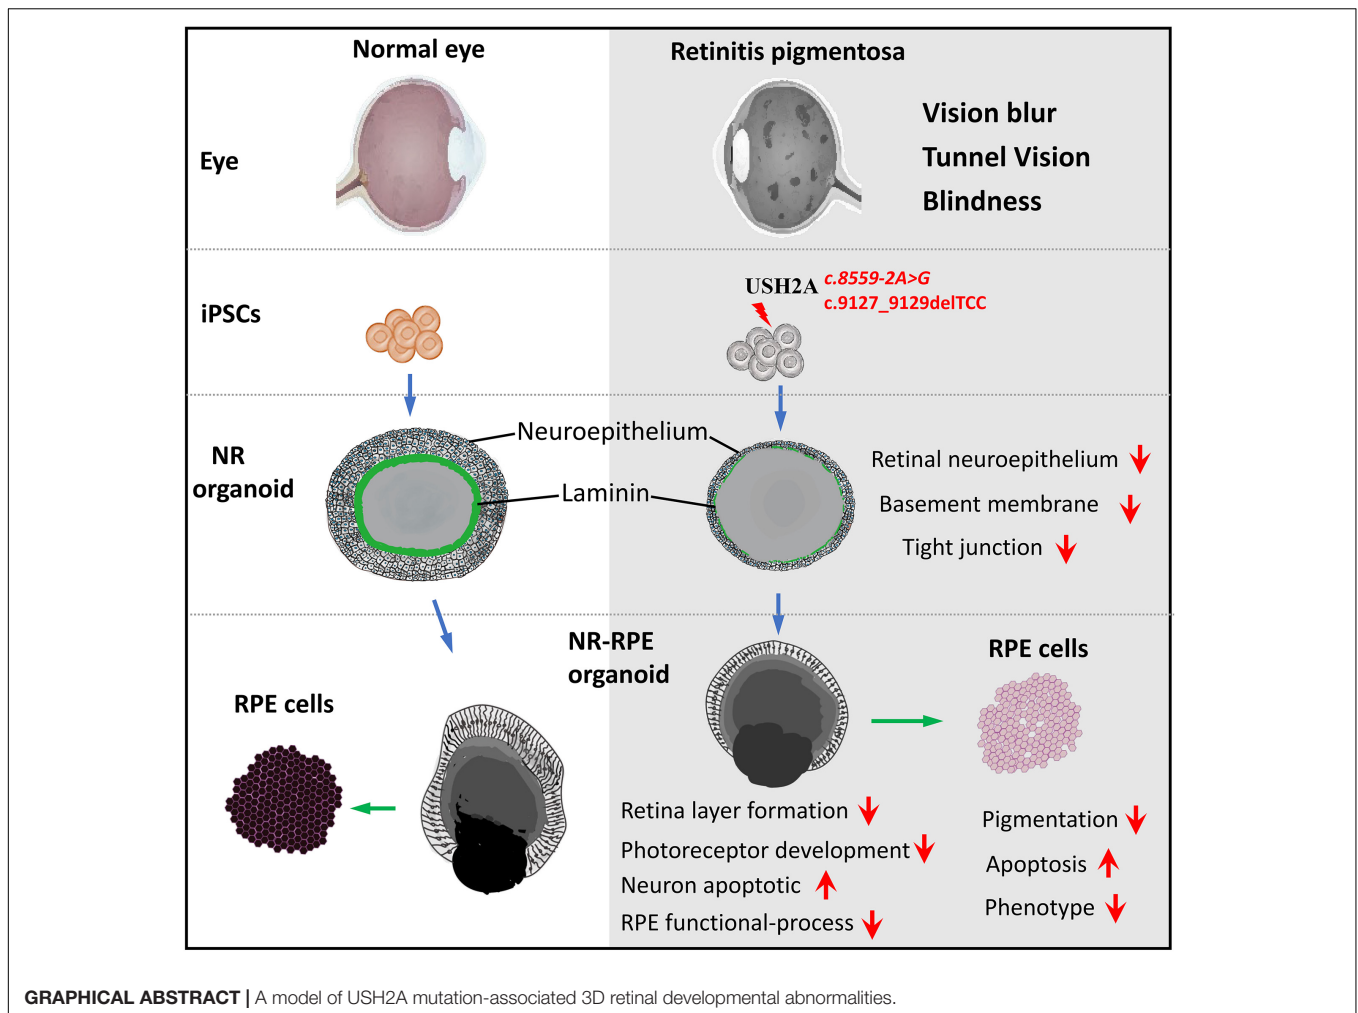 Normal eye
Retinitis pigmentosa
Eye
Vision blur
Tunnel Vision
Blindness
iPSCs
USH2A
c.8559-2A>G
c.9127_9129delTCC
NR
organoid
Neuroepithelium
Laminin
Retinal neuroepithelium
Basement membrane
Tight junction
NR-RPE
organoid
RPE cells
RPE cells
Retina layer formation
Photoreceptor development
Neuron apoptotic
RPE functional-process
Pigmentation
Apoptosis
Phenotype
GRAPHICAL ABSTRACT | A model of USH2A mutation-associated 3D retinal developmental abnormalities.